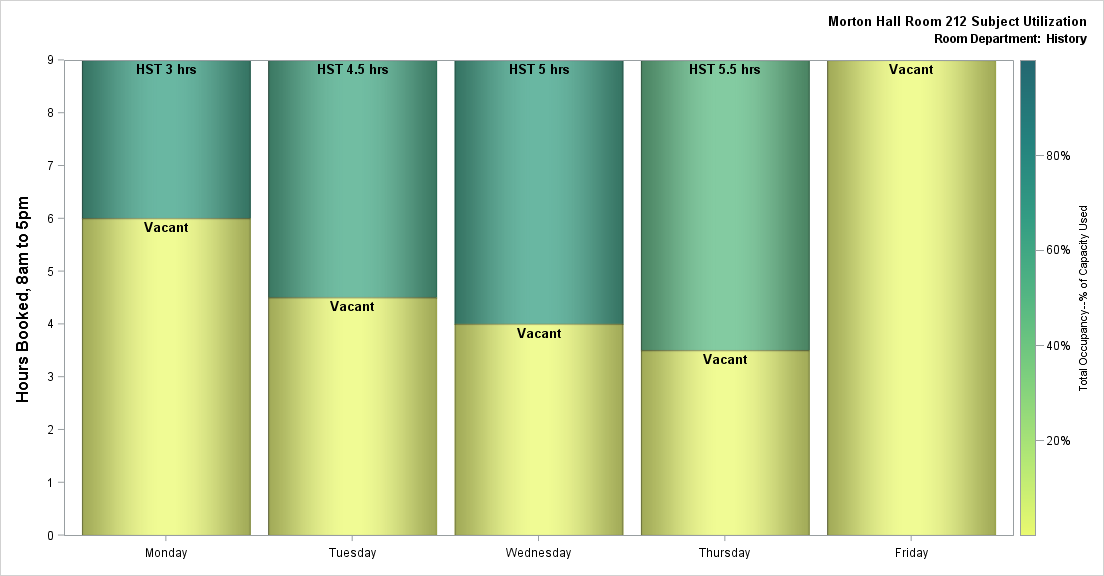 Morton Hall Room 212 Subject Utilization
Room Department: History
Hours Booked, 8am to 5pm
9
8
7
6
5
4
3
2
1
0
HST 3 hrs
HST 4.5 hrs
HST 5 hrs
HST 5.5 hrs
Vacant
Vacant
Vacant
Vacant
Vacant
Monday
Tuesday
Wednesday
Thursday
Friday
80%
60%
40%
20%
Total Occupancy--% of Capacity Used